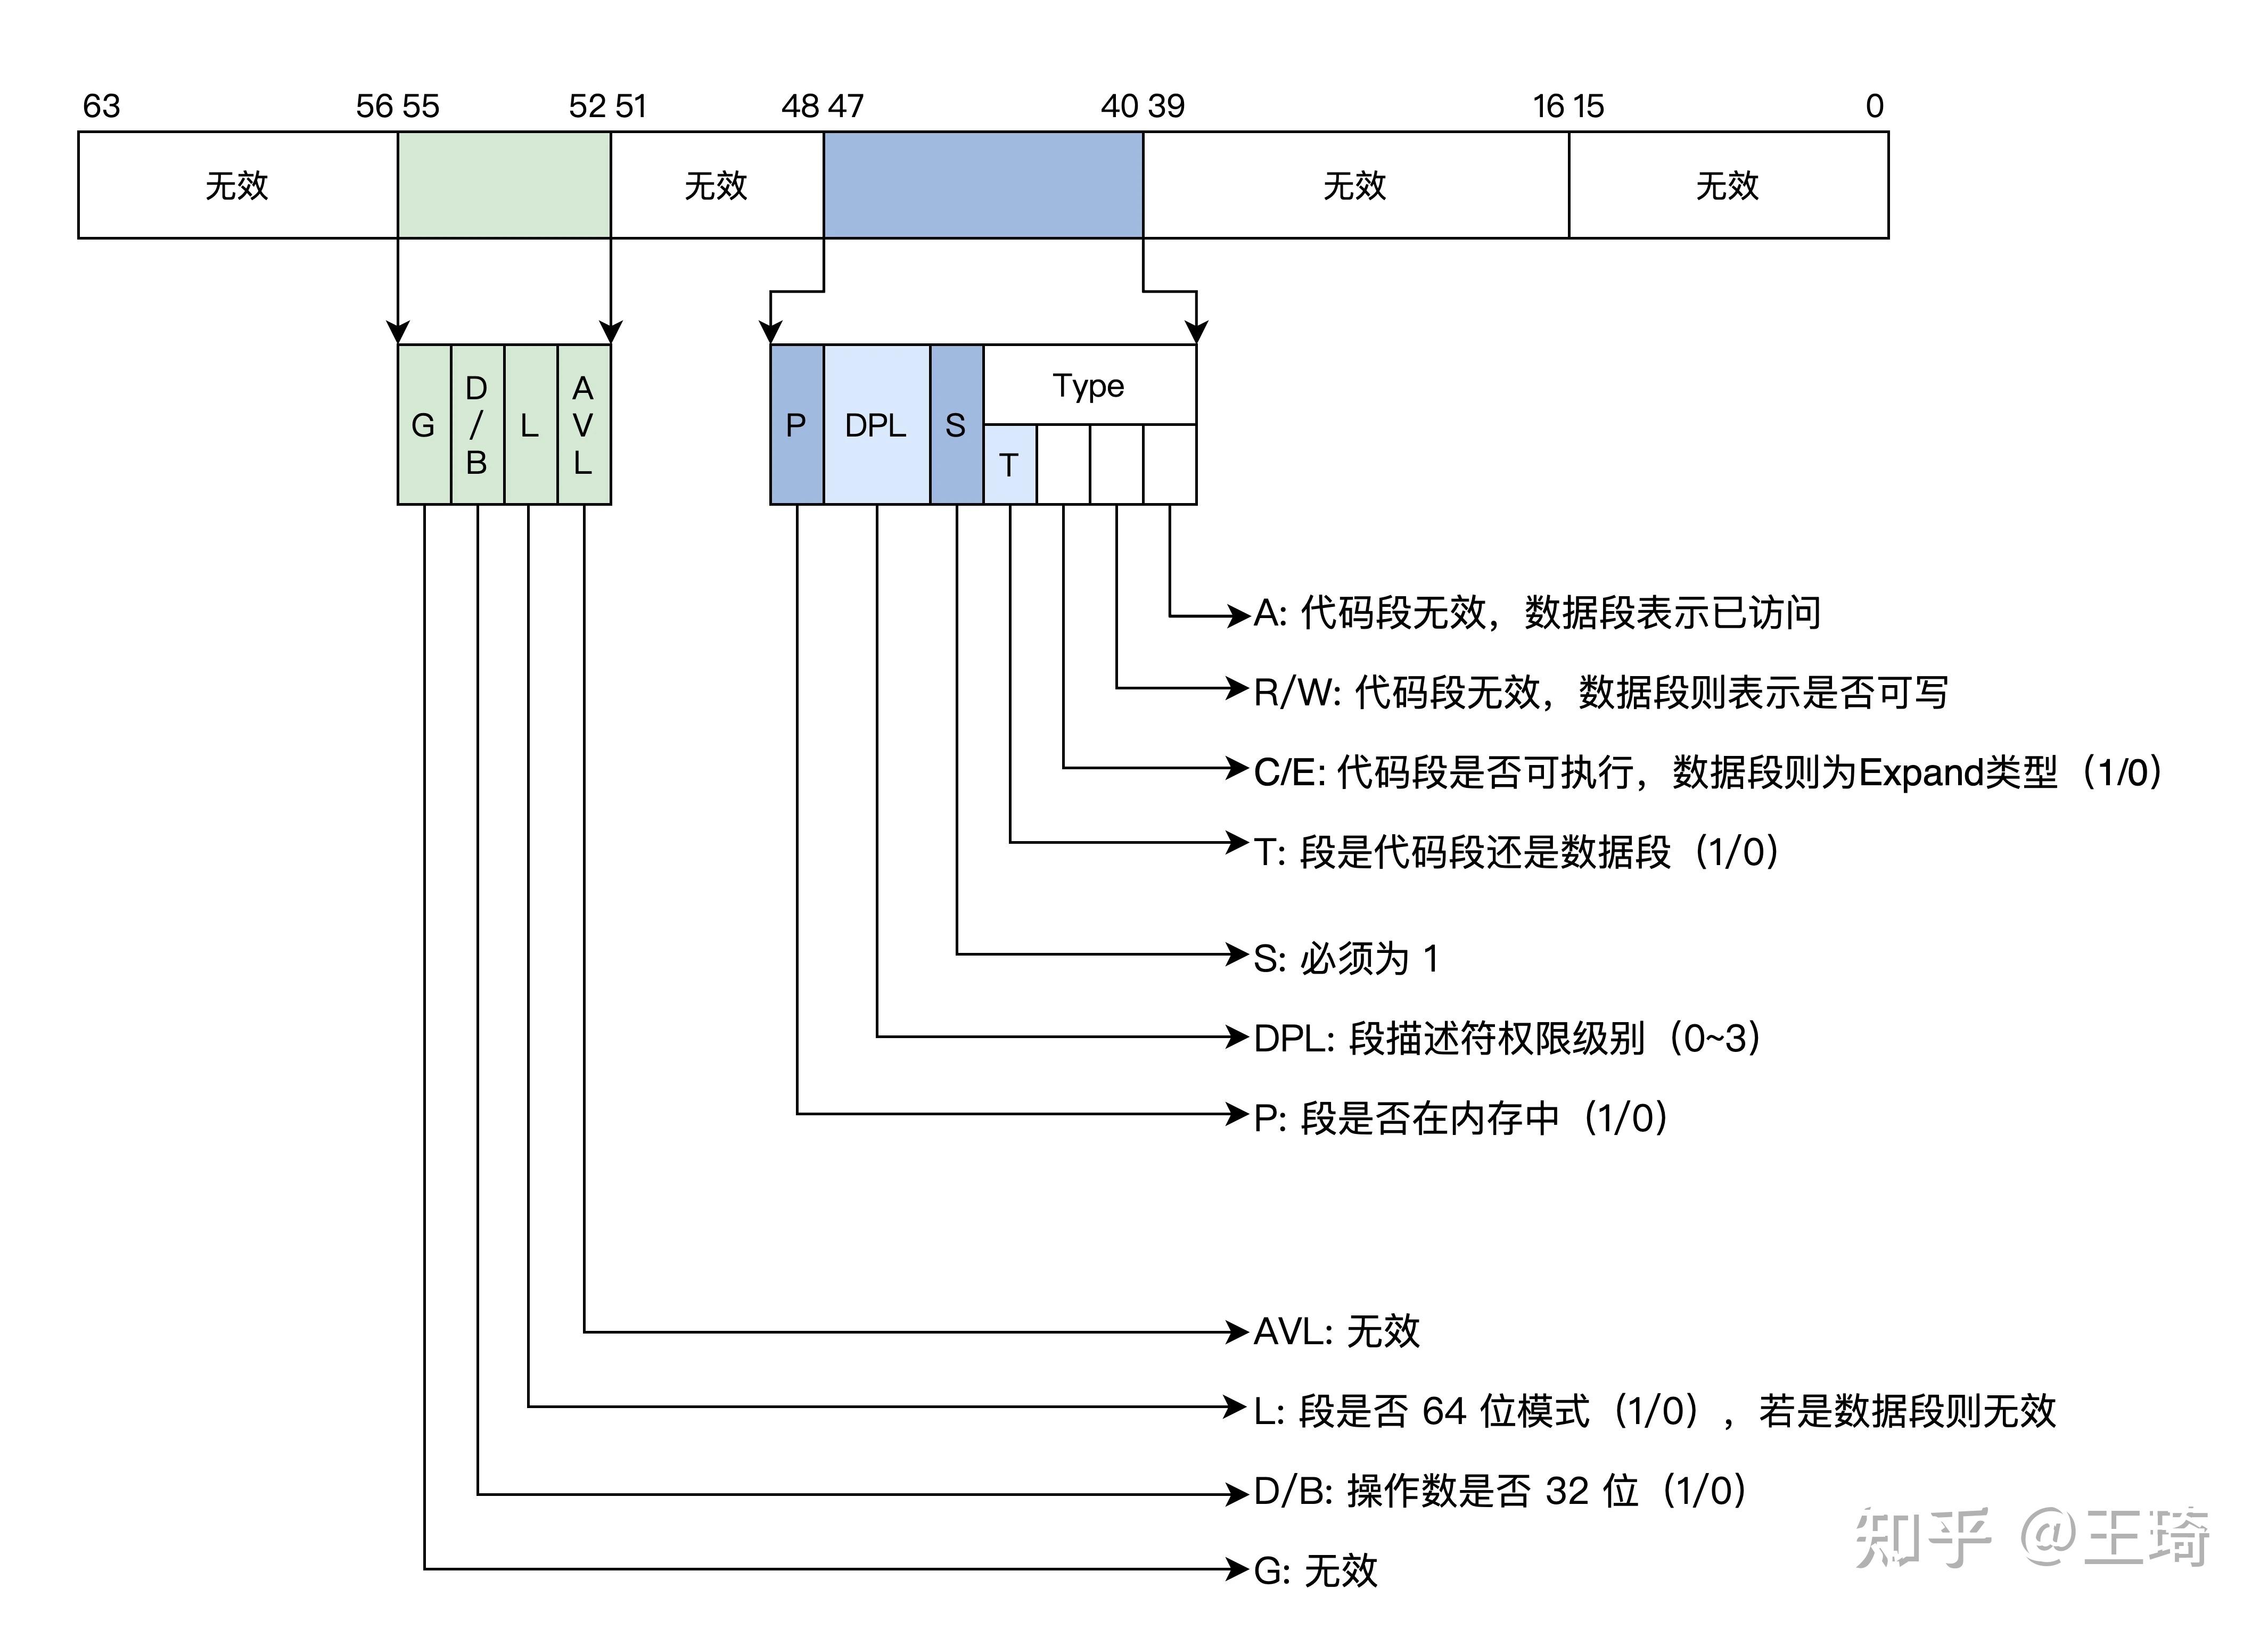 63 56 55 52 51 48 47 40 39 16 15 0
无效 无效 无效 无效
G D/B L AVL P DPL S Type
T
A: 代码段无效，数据段表示已访问
R/W: 代码段无效，数据段则表示是否可写
C/E: 代码段是否可执行，数据段则为Expand类型（1/0）
T: 段是代码段还是数据段（1/0）
S: 必须为 1
DPL: 段描述符权限级别（0~3）
P: 段是否在内存中（1/0）
AVL: 无效
L: 段是否 64 位模式（1/0），若是数据段则无效
D/B: 操作数是否 32 位（1/0）
G: 无效
知乎 @王琦